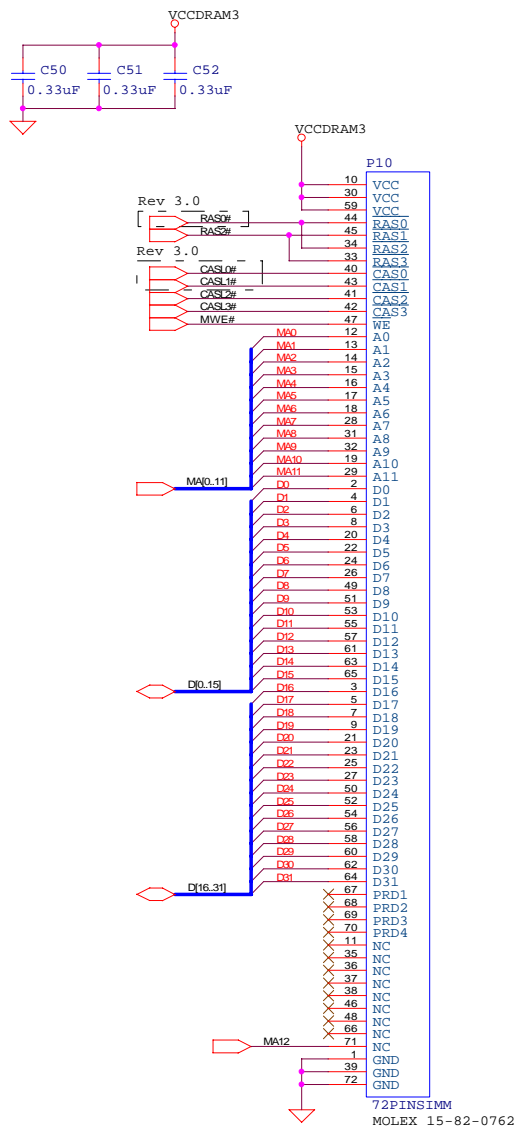 VCCDRAM3
C50 C51 C52
0.33uF 0.33uF 0.33uF
VCCDRAM3
P10
10 VCC
30 VCC
59 VCC
Rev 3.0
RAS0# 44 RAS0
RAS2# 45 RAS1
34 RAS2
33 RAS3
Rev 3.0
CASL0# 40 CAS0
CASL1# 43 CAS1
CASL2# 41 CAS2
CASL3# 42 CAS3
MWE# 47 WE
MA0 12 A0
MA1 13 A1
MA2 14 A2
MA3 15 A3
MA4 16 A4
MA5 17 A5
MA6 18 A6
MA7 28 A7
MA8 31 A8
MA9 32 A9
MA10 19 A10
MA11 29 A11
MA[0..11]
D0 2 D0
D1 4 D1
D2 6 D2
D3 8 D3
D4 20 D4
D5 22 D5
D6 24 D6
D7 26 D7
D8 49 D8
D9 51 D9
D10 53 D10
D11 55 D11
D12 57 D12
D13 61 D13
D14 63 D14
D15 65 D15
D[0..15]
D16 3 D16
D17 5 D17
D18 7 D18
D19 9 D19
D20 21 D20
D21 23 D21
D22 25 D22
D23 27 D23
D24 50 D24
D25 52 D25
D26 54 D26
D27 56 D27
D28 58 D28
D29 60 D29
D30 62 D30
D31 64 D31
D[16..31]
67 PRD1
68 PRD2
69 PRD3
70 PRD4
11 NC
35 NC
36 NC
37 NC
38 NC
46 NC
48 NC
66 NC
MA12 71 NC
1 GND
39 GND
72 GND
72PINSIMM
MOLEX 15-82-0762